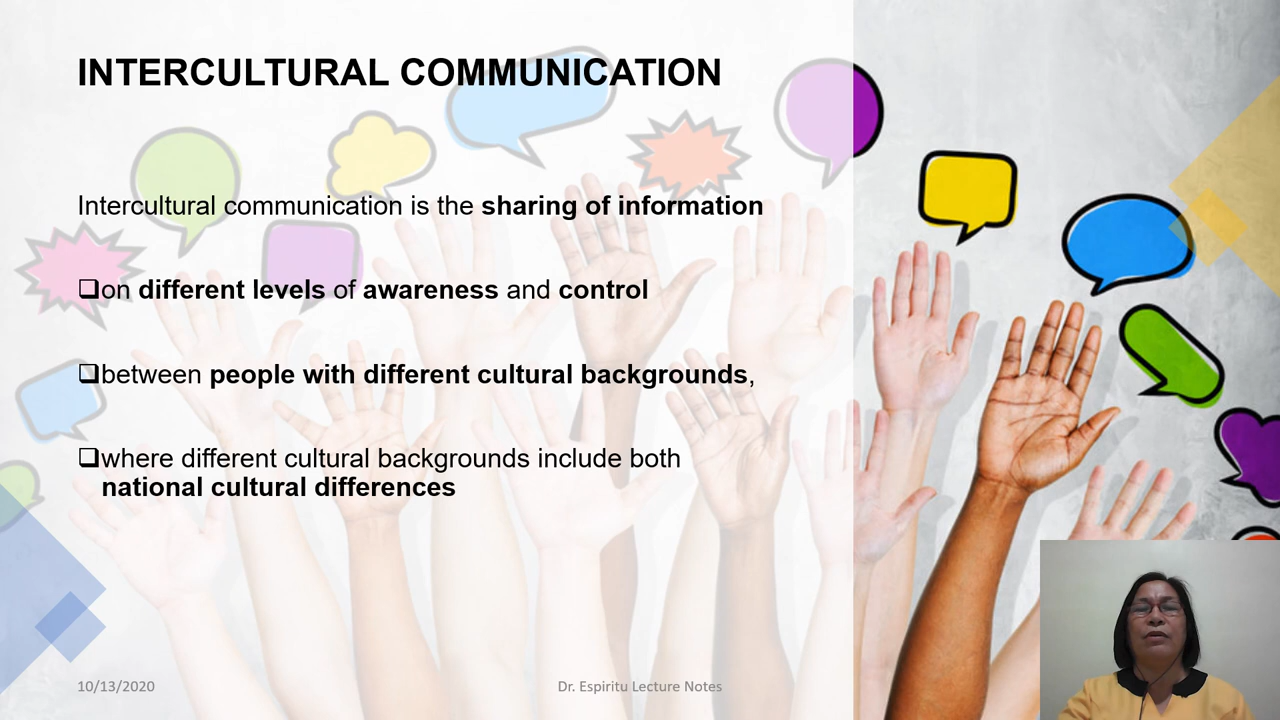 INTERCULTURAL COMMUNICATION
Intercultural communication is the sharing of information
❑on different levels of awareness and control
❑between people with different cultural backgrounds,
❑where different cultural backgrounds include both
national cultural differences
10/13/2020
Dr. Espiritu Lecture Notes